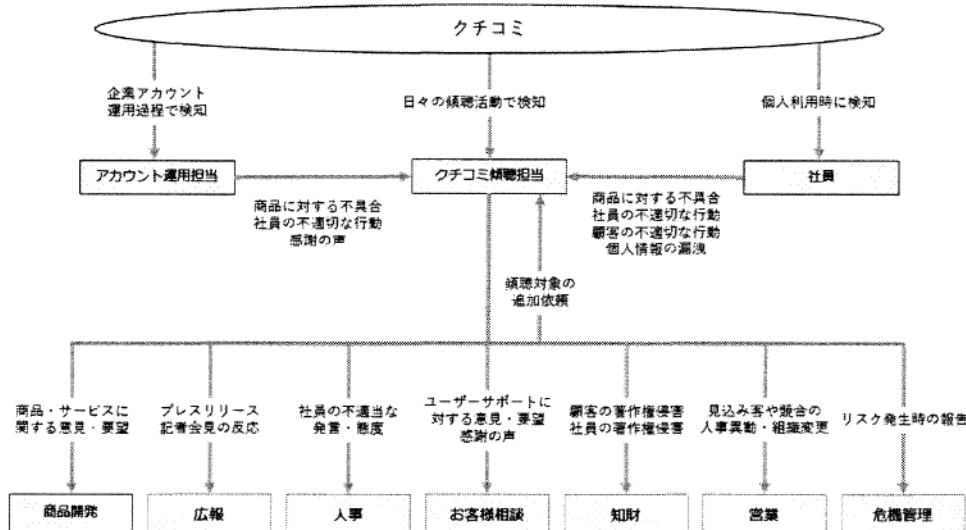 クチコミ
企業アカウント
運用過程で検知
日々の傾聴活動で検知
個人利用時に検知
アカウント運用担当
クチコミ傾聴担当
社員
商品に対する不具合
社員の不適切な行動
感謝の声
商品に対する不具合
社員の不適切な行動
顧客の不適切な行動
個人情報の漏洩
傾聴対象の
追加依頼
商品・サービスに
関する意見・要望
プレスリリース
記者会見の反応
社員の不適当な
発言・態度
ユーザーサポートに
対する意見・要望
感謝の声
顧客の著作権侵害
社員の著作権侵害
見込み客や競合の
人事異動・組織変更
リスク発生時の報告
商品開発
広報
人事
お客様相談
知財
営業
危機管理